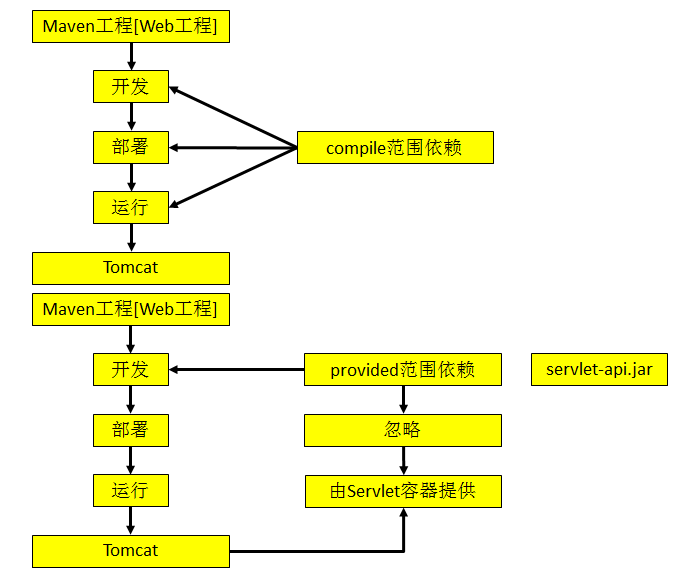 Maven工程[Web工程]
开发
部署
compile范围依赖
运行
Tomcat
Maven工程[Web工程]
开发
provided范围依赖
servlet-api.jar
部署
忽略
运行
由Servlet容器提供
Tomcat